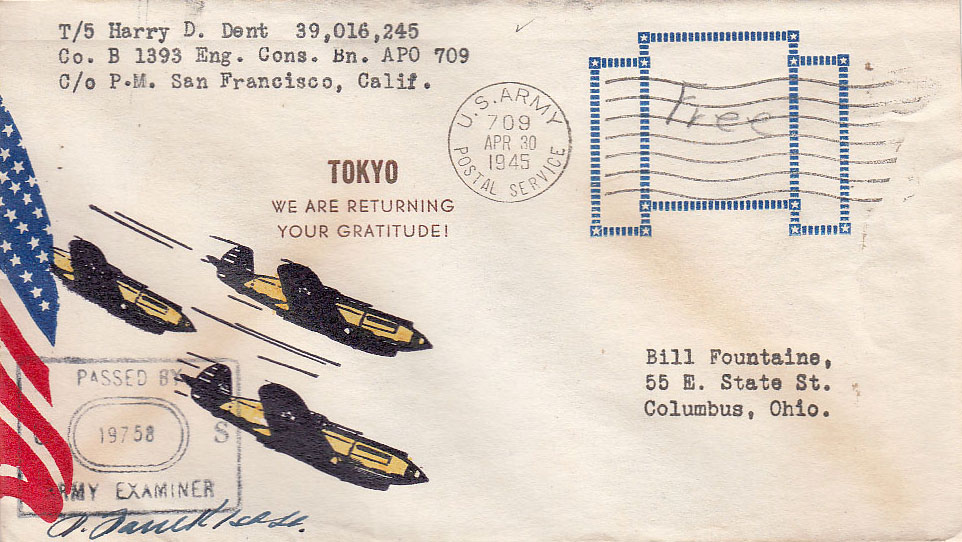 T/5 Harry D. Dent 39,016,245
Co. B 1393 Eng. Cons. Bn. APO 709
C/o P.M. San Francisco, Calif.
U.S. ARMY
709
APR 30
1945
POSTAL SERVICE
Free
TOKYO
WE ARE RETURNING
YOUR GRATITUDE!
Bill Fountaine,
55 E. State St.
Columbus, Ohio.
PASSED BY
19758 S
ARMY EXAMINER